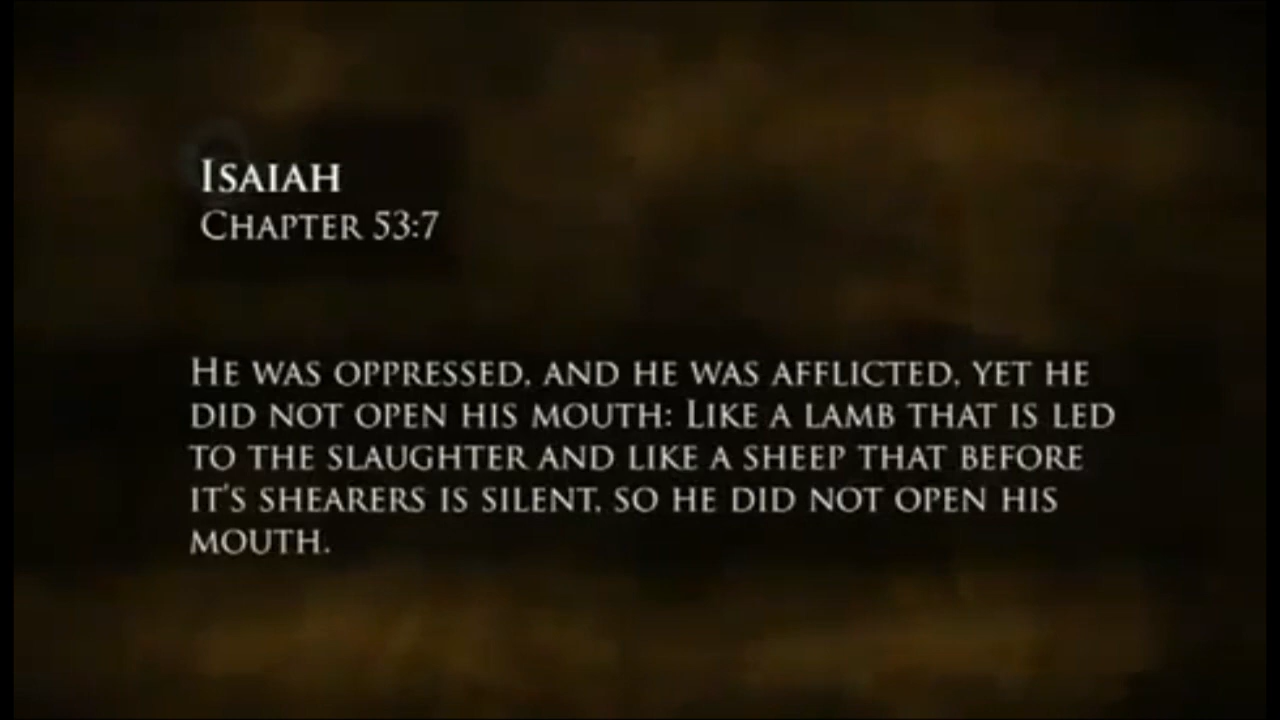 Isaiah
Chapter 53:7
He was oppressed, and he was afflicted, yet he
did not open his mouth: Like a lamb that is led
to the slaughter and like a sheep that before
it's shearers is silent, so he did not open his
mouth.